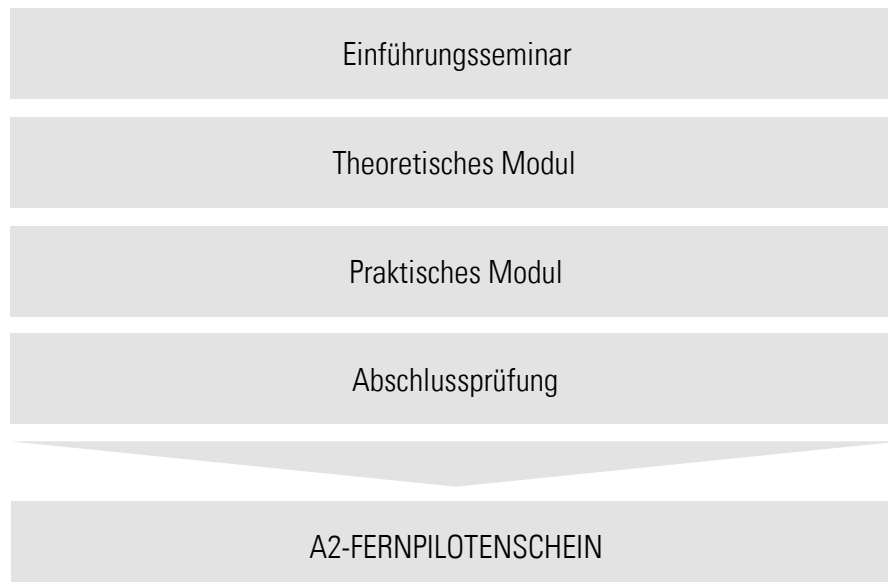 Einführungsseminar
Theoretisches Modul
Praktisches Modul
Abschlussprüfung
A2-FERNPILOTENSCHEIN